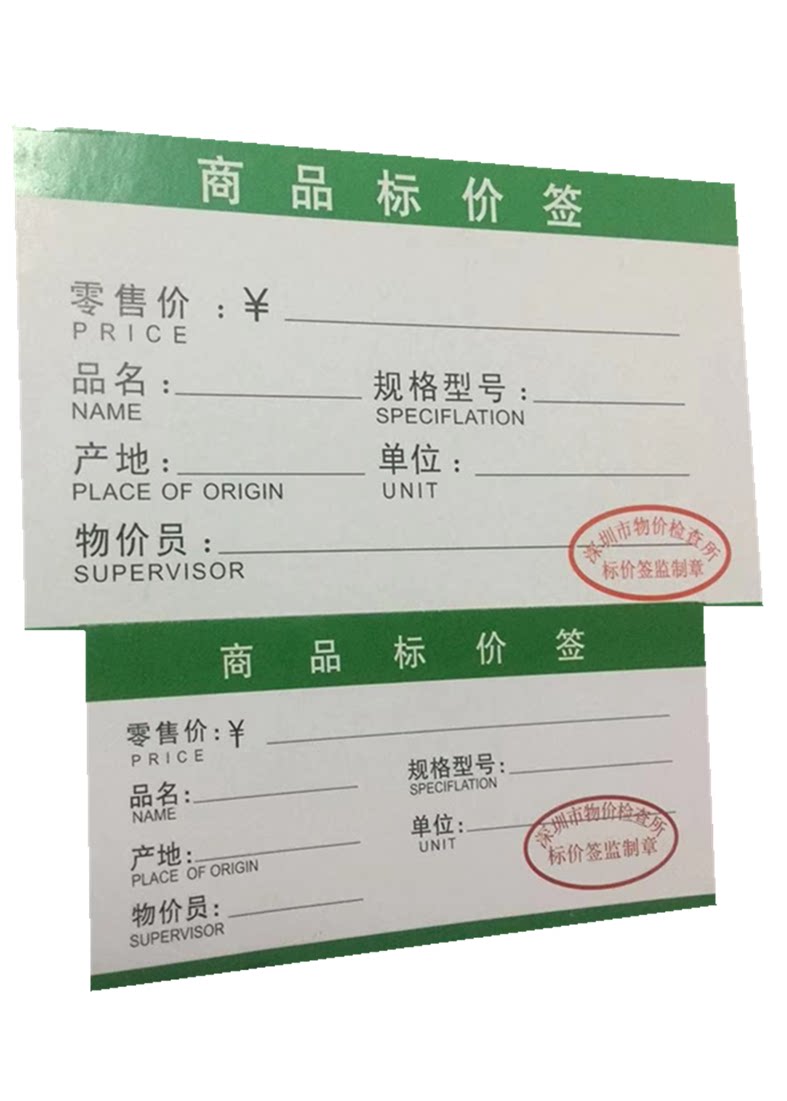 商品标价签
零售价：¥
PRICE
品名： 规格型号：
NAME SPECIFLATION
产地： 单位：
PLACE OF ORIGIN UNIT
物价员：
SUPERVISOR
深圳市物价检查所
标价签监制章
商品标价签
零售价：¥
PRICE
品名： 规格型号：
NAME SPECIFLATION
产地： 单位：
PLACE OF ORIGIN UNIT
物价员：
SUPERVISOR
深圳市物价检查所
标价签监制章